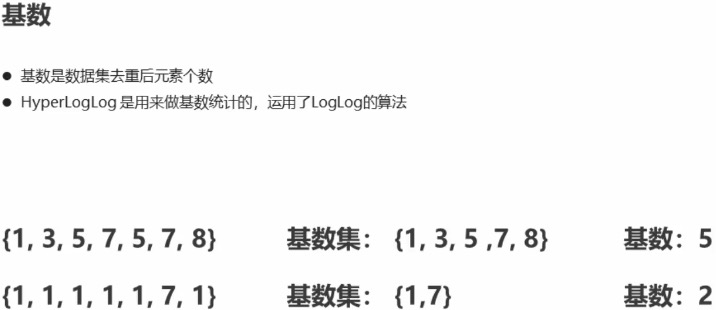 基数
● 基数是数据集去重后元素个数
● HyperLogLog 是用来做基数统计的，运用了LogLog的算法
{1, 3, 5, 7, 5, 7, 8} 基数集： {1, 3, 5 ,7, 8} 基数：5
{1, 1, 1, 1, 1, 7, 1} 基数集： {1,7} 基数：2